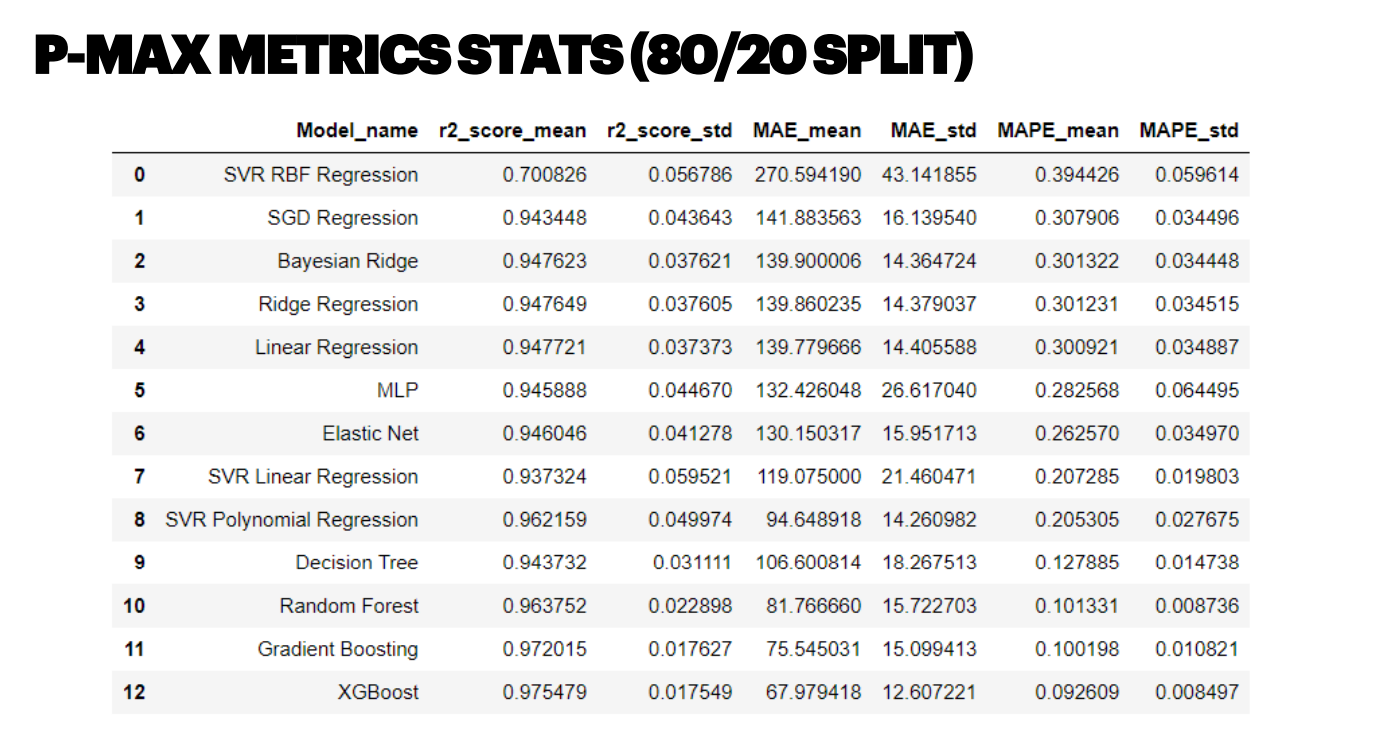 P-MAX METRICS STATS (80/20 SPLIT)
Model_name r2_score_mean r2_score_std MAE_mean MAE_std MAPE_mean MAPE_std
0 SVR RBF Regression 0.700826 0.056786 270.594190 43.141855 0.394426 0.059614
1 SGD Regression 0.943448 0.043643 141.883563 16.139540 0.307906 0.034496
2 Bayesian Ridge 0.947623 0.037621 139.900006 14.364724 0.301322 0.034448
3 Ridge Regression 0.947649 0.037605 139.860235 14.379037 0.301231 0.034515
4 Linear Regression 0.947721 0.037373 139.779666 14.405588 0.300921 0.034887
5 MLP 0.945888 0.044670 132.426048 26.617040 0.282568 0.064495
6 Elastic Net 0.946046 0.041278 130.150317 15.951713 0.262570 0.034970
7 SVR Linear Regression 0.937324 0.059521 119.075000 21.460471 0.207285 0.019803
8 SVR Polynomial Regression 0.962159 0.049974 94.648918 14.260982 0.205305 0.027675
9 Decision Tree 0.943732 0.031111 106.600814 18.267513 0.127885 0.014738
10 Random Forest 0.963752 0.022898 81.766660 15.722703 0.101331 0.008736
11 Gradient Boosting 0.972015 0.017627 75.545031 15.099413 0.100198 0.010821
12 XGBoost 0.975479 0.017549 67.979418 12.607221 0.092609 0.008497